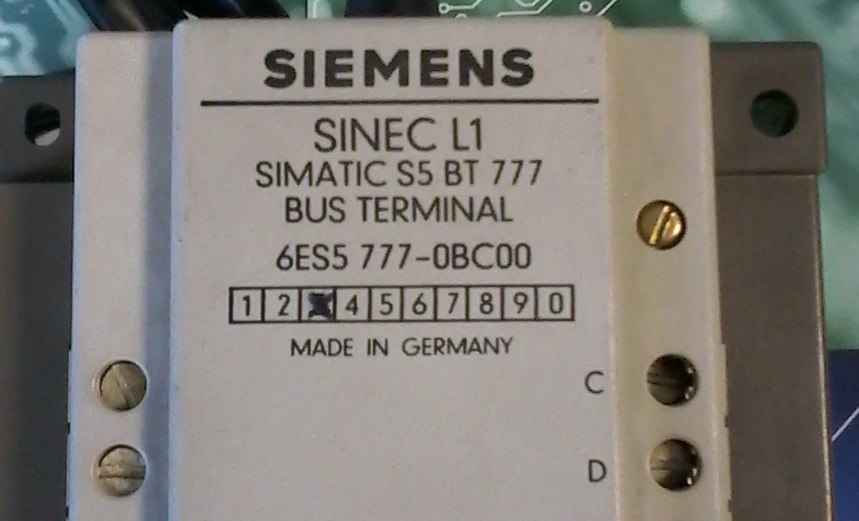 SIEMENS
SINEC L1
SIMATIC S5 BT 777
BUS TERMINAL
6ES5 777-0BC00
1 2 4 5 6 7 8 9 0
MADE IN GERMANY
C
D